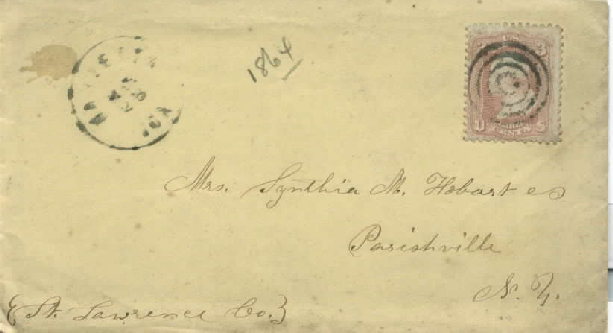 1864
Mrs. Synthia M. Hobart
Parishville
N. Y.
{St. Lawrence Co.}